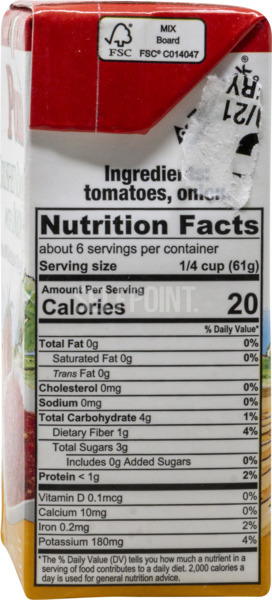 FSC
MIX
Board
FSC® C014047
Ingredients:
tomatoes, onion
Nutrition Facts
about 6 servings per container
Serving size 1/4 cup (61g)
Amount Per Serving
Calories 20
% Daily Value*
Total Fat 0g 0%
Saturated Fat 0g 0%
Trans Fat 0g
Cholesterol 0mg 0%
Sodium 0mg 0%
Total Carbohydrate 4g 1%
Dietary Fiber 1g 4%
Total Sugars 3g
Includes 0g Added Sugars 0%
Protein < 1g 2%
Vitamin D 0.1mcg 0%
Calcium 10mg 0%
Iron 0.2mg 2%
Potassium 180mg 4%
*The % Daily Value (DV) tells you how much a nutrient in a
serving of food contributes to a daily diet. 2,000 calories a
day is used for general nutrition advice.